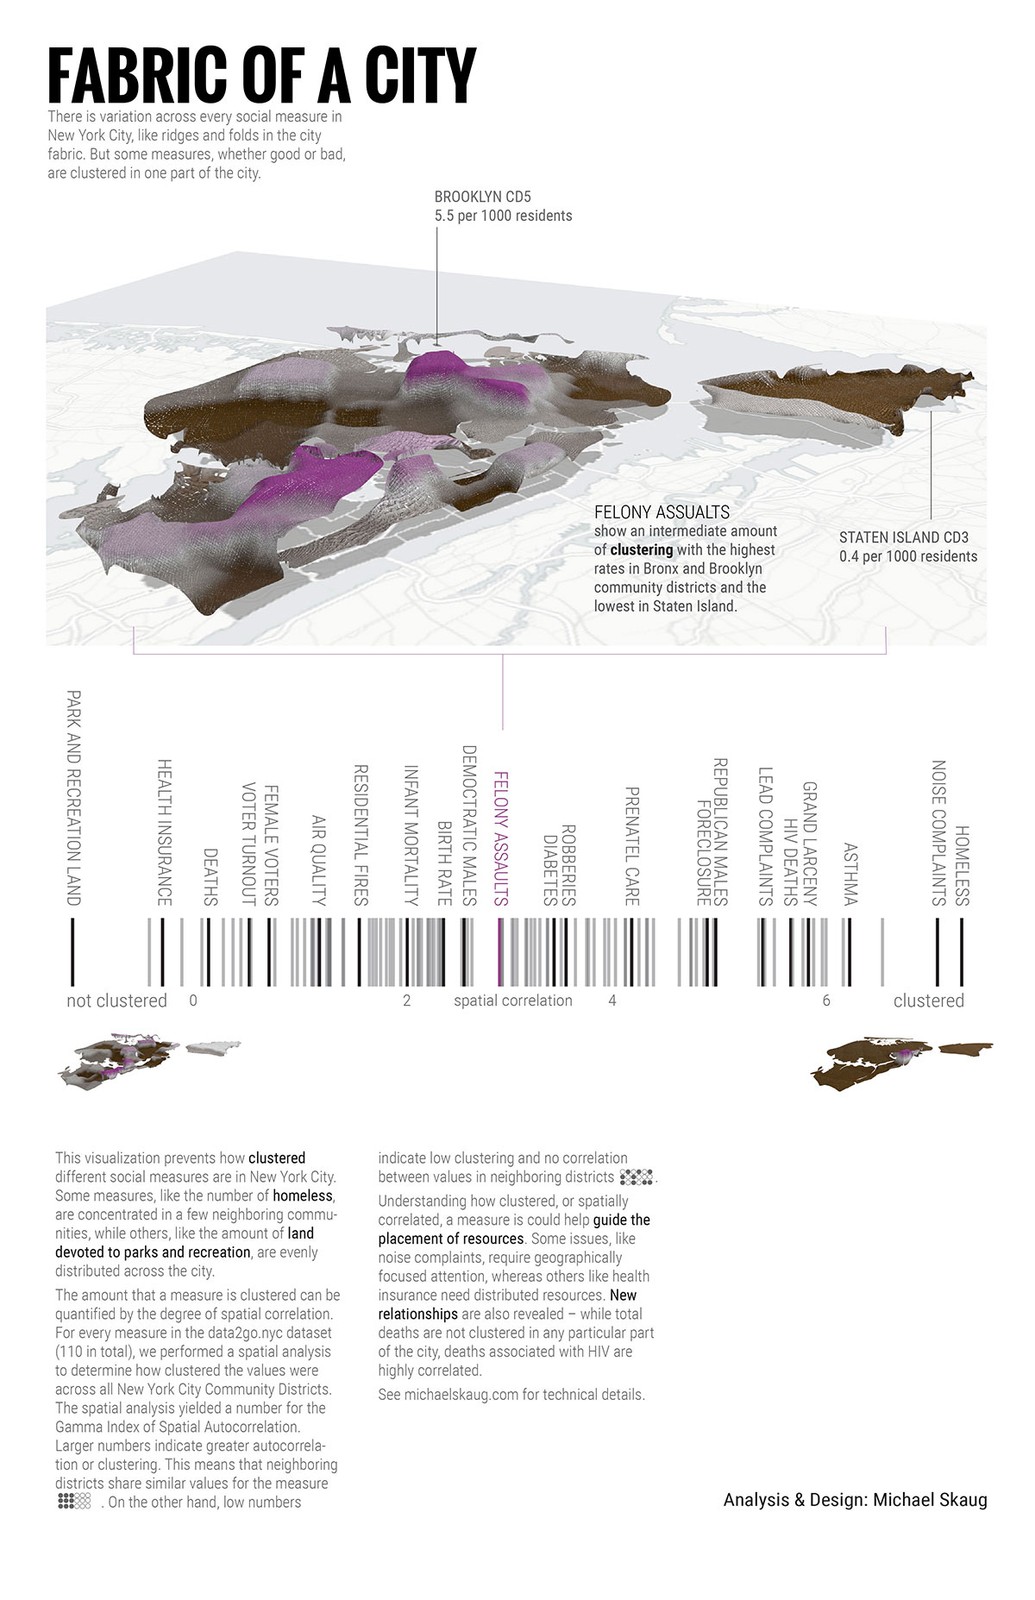 FABRIC OF A CITY
There is variation across every social measure in
New York City, like ridges and folds in the city
fabric. But some measures, whether good or bad,
are clustered in one part of the city.
BROOKLYN CD5
5.5 per 1000 residents
FELONY ASSUALTS
show an intermediate amount
of clustering with the highest
rates in Bronx and Brooklyn
community districts and the
lowest in Staten Island.
STATEN ISLAND CD3
0.4 per 1000 residents
PARK AND RECREATION LAND
HEALTH INSURANCE
DEATHS
VOTER TURNOUT
FEMALE VOTERS
AIR QUALITY
RESIDENTIAL FIRES
INFANT MORTALITY
BIRTH RATE
DEMOCTRATIC MALES
FELONY ASSAULTS
DIABETES
ROBBERIES
PRENATEL CARE
FORECLOSURE
REPUBLICAN MALES
LEAD COMPLAINTS
HIV DEATHS
GRAND LARCENY
ASTHMA
NOISE COMPLAINTS
HOMELESS
not clustered 0 2 spatial correlation 4 6 clustered
This visualization prevents how clustered
different social measures are in New York City.
Some measures, like the number of homeless,
are concentrated in a few neighboring commu-
nities, while others, like the amount of land
devoted to parks and recreation, are evenly
distributed across the city.
The amount that a measure is clustered can be
quantified by the degree of spatial correlation.
For every measure in the data2go.nyc dataset
(110 in total), we performed a spatial analysis
to determine how clustered the values were
across all New York City Community Districts.
The spatial analysis yielded a number for the
Gamma Index of Spatial Autocorrelation.
Larger numbers indicate greater autocorrela-
tion or clustering. This means that neighboring
districts share similar values for the measure
. On the other hand, low numbers
indicate low clustering and no correlation
between values in neighboring districts .
Understanding how clustered, or spatially
correlated, a measure is could help guide the
placement of resources. Some issues, like
noise complaints, require geographically
focused attention, whereas others like health
insurance need distributed resources. New
relationships are also revealed – while total
deaths are not clustered in any particular part
of the city, deaths associated with HIV are
highly correlated.
See michaelskaug.com for technical details.
Analysis & Design: Michael Skaug